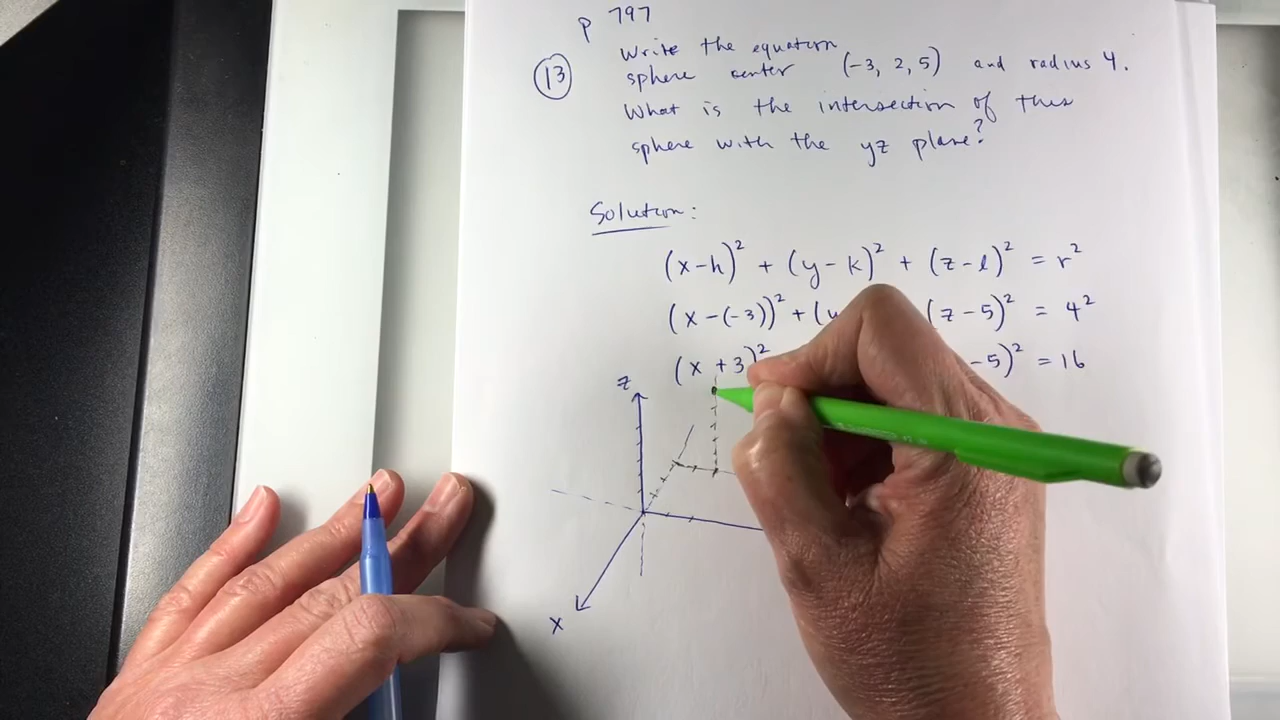 p 797
Write the equation
(13) sphere center (-3, 2, 5) and radius 4.
What is the intersection of this
sphere with the yz plane?
Solution:
(x-h)² + (y-k)² + (z-l)² = r²
(x-(-3))² + (y (z-5)² = 4²
(x+3)² -5)² = 16
z
x